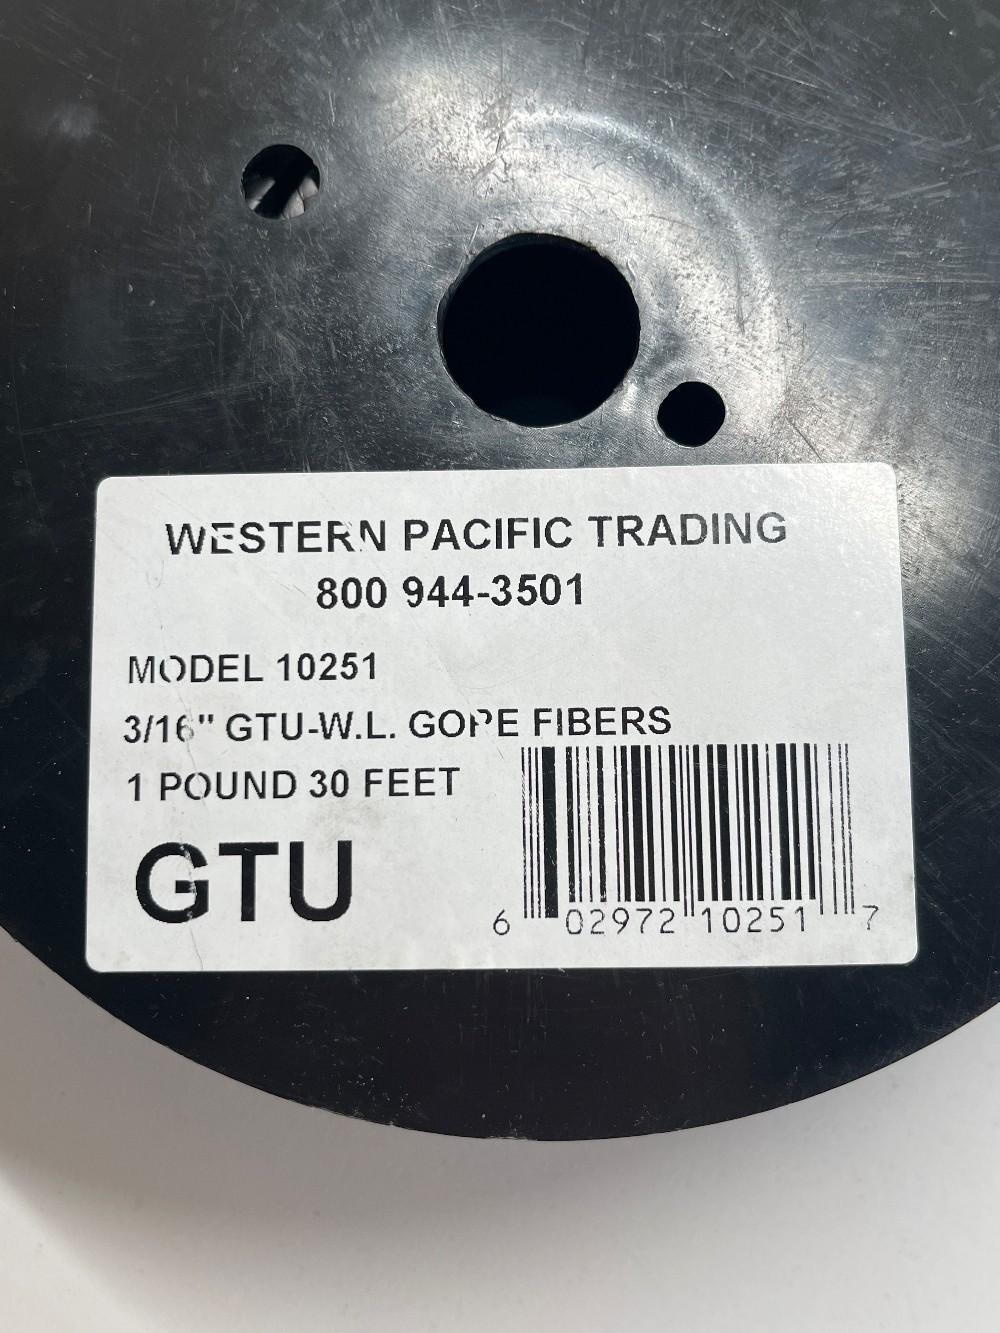 WESTERN PACIFIC TRADING
800 944-3501
MODEL 10251
3/16" GTU-W.L. GOPE FIBERS
1 POUND 30 FEET
GTU
6 02972 10251 7